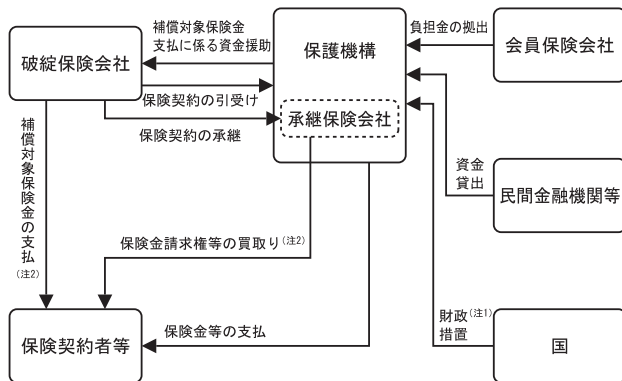 補償対象保険金
支払に係る資金援助
負担金の拠出
破綻保険会社
保護機構
会員保険会社
保険契約の引受け
承継保険会社
保険契約の承継
補償対象保険金の支払
(注2)
資金
貸出
民間金融機関等
保険金請求権等の買取り(注2)
財政(注1)
措置
保険契約者等
保険金等の支払
国